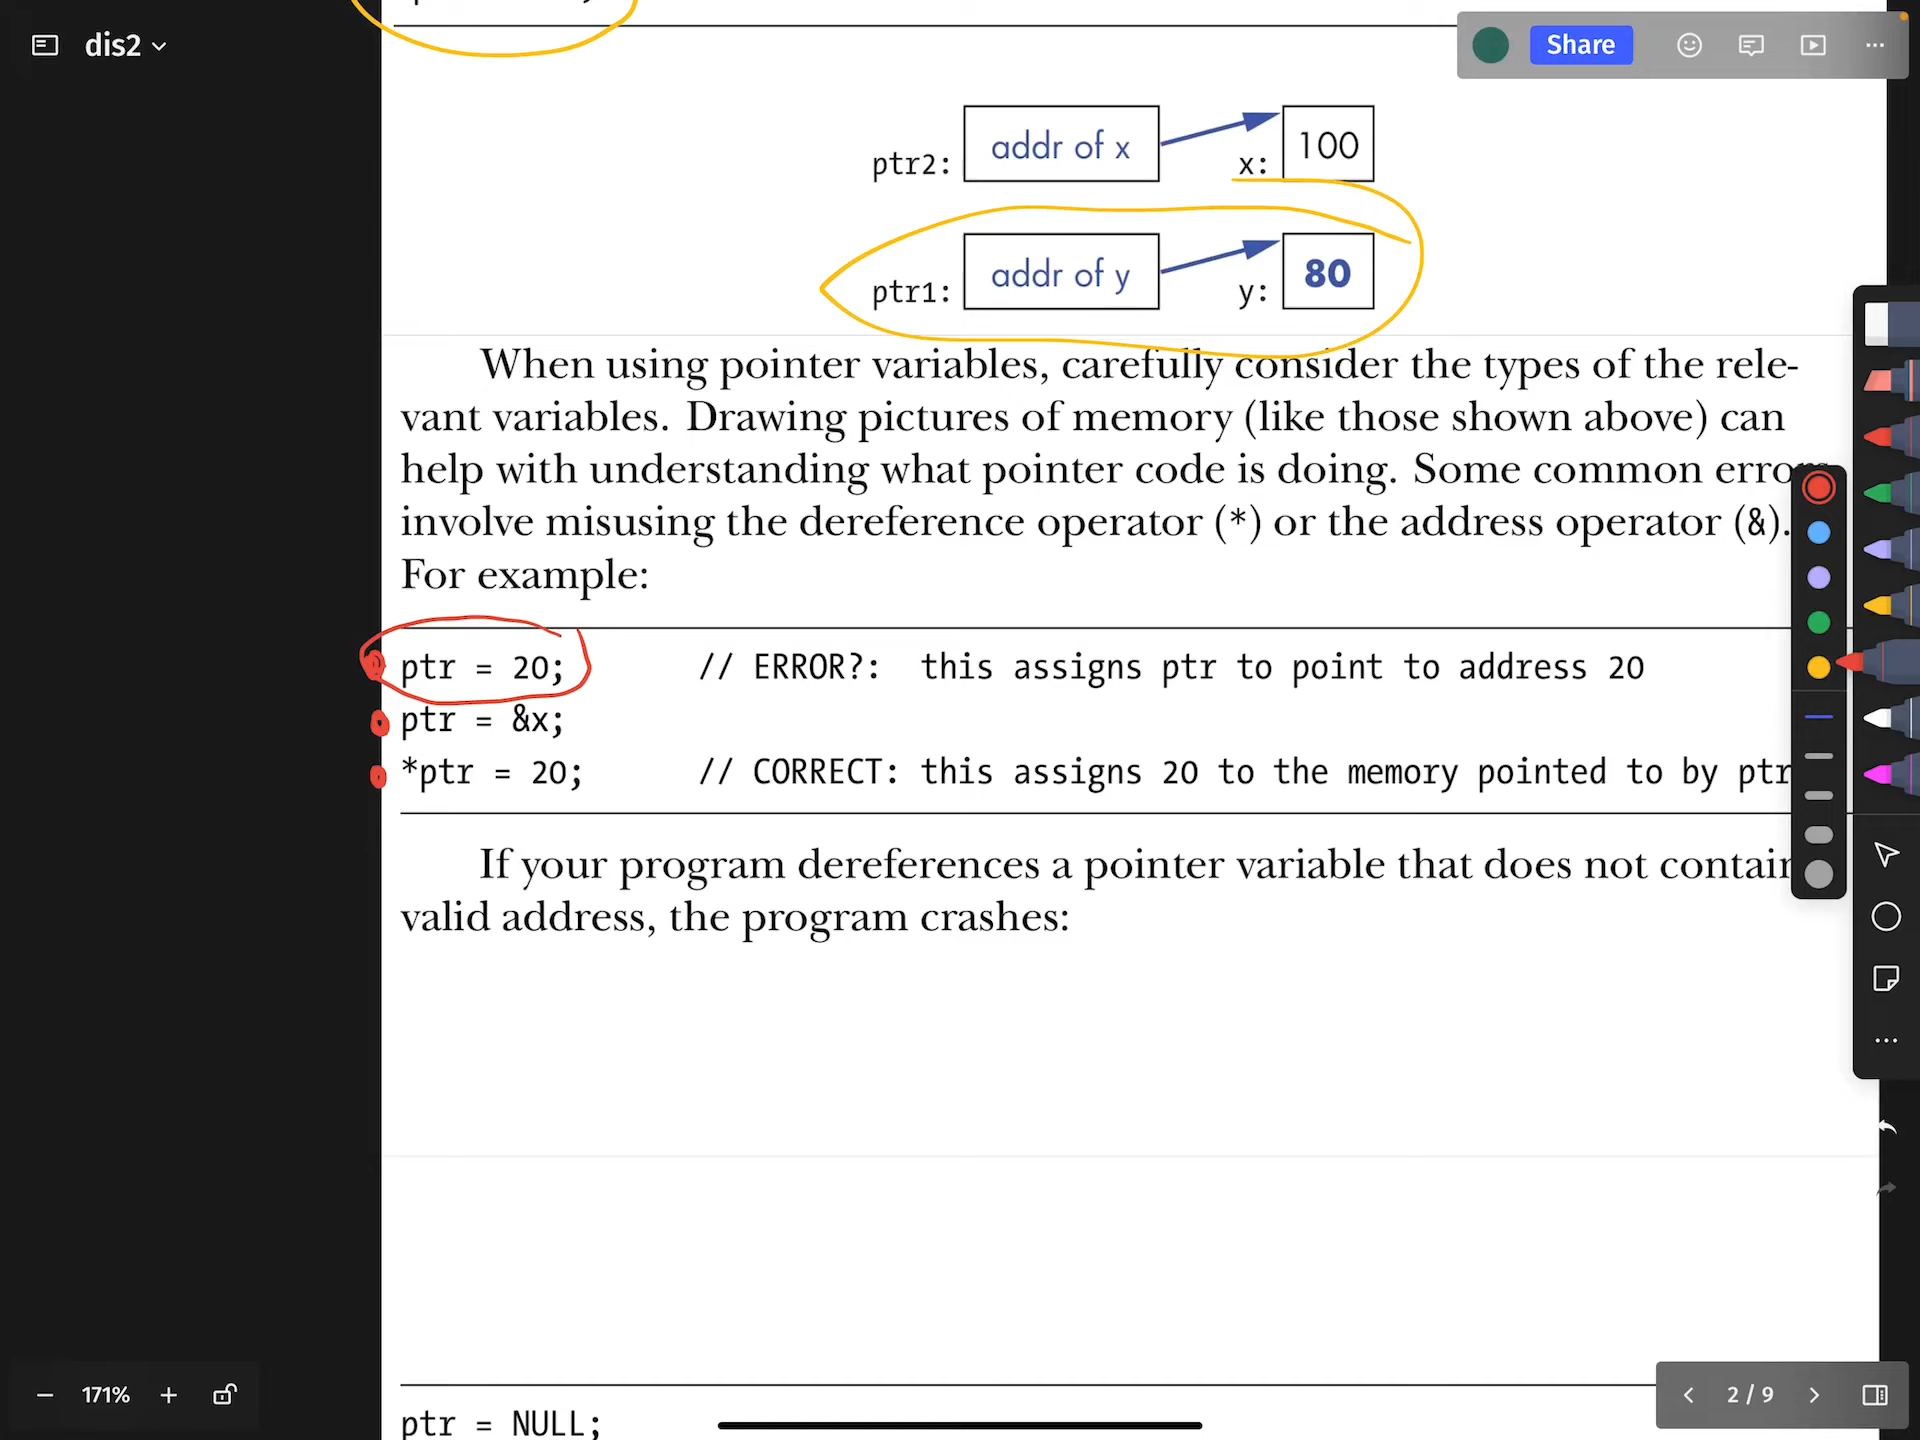 dis2
Share
ptr2: addr of x x: 100
ptr1: addr of y y: 80
When using pointer variables, carefully consider the types of the rele-
vant variables. Drawing pictures of memory (like those shown above) can
help with understanding what pointer code is doing. Some common
involve misusing the dereference operator (*) or the address operator (&).
For example:
ptr = 20; // ERROR?: this assigns ptr to point to address 20
ptr = &x;
*ptr = 20; // CORRECT: this assigns 20 to the memory pointed to by ptr
If your program dereferences a pointer variable that does not contain
valid address, the program crashes:
ptr = NULL;
171%
2 / 9